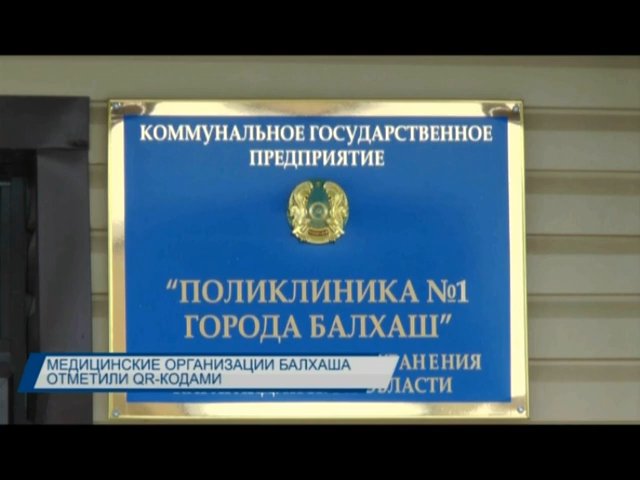 КОММУНАЛЬНОЕ ГОСУДАРСТВЕННОЕ
ПРЕДПРИЯТИЕ
“ПОЛИКЛИНИКА №1
ГОРОДА БАЛХАШ”
МЕДИЦИНСКИЕ ОРГАНИЗАЦИИ БАЛХАША
ОТМЕТИЛИ QR-КОДАМИ